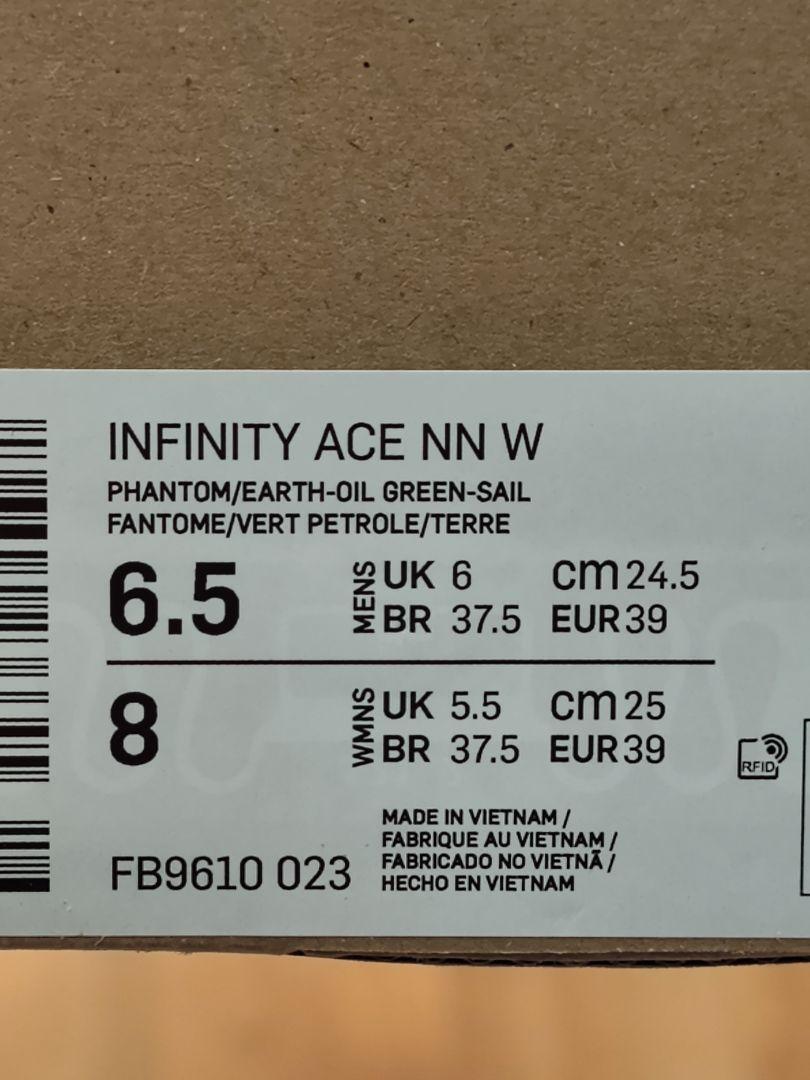 INFINITY ACE NN W
PHANTOM/EARTH-OIL GREEN-SAIL
FANTOME/VERT PETROLE/TERRE
6.5 MENS UK 6 CM 24.5
BR 37.5 EUR 39
8 WMNS UK 5.5 CM 25
BR 37.5 EUR 39
RFID
FB9610 023
MADE IN VIETNAM /
FABRIQUE AU VIETNAM /
FABRICADO NO VIETNÃ /
HECHO EN VIETNAM